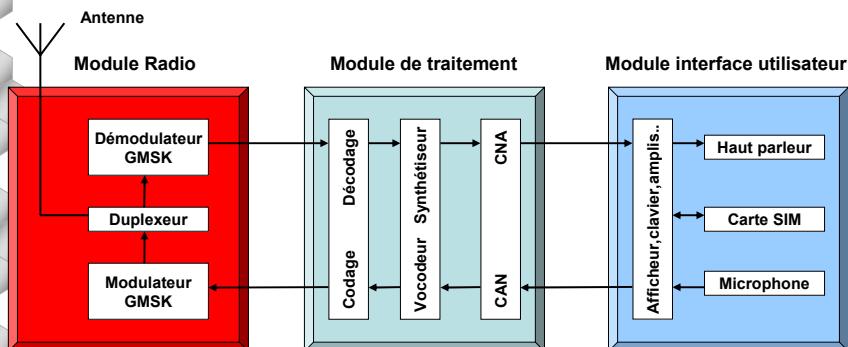 Antenne
Module Radio
Module de traitement
Module interface utilisateur
Démodulateur
GMSK
Duplexeur
Modulateur
GMSK
Décodage
Codage
Synthétiseur
Vocodeur
CNA
CAN
Afficheur,clavier,amplis..
Haut parleur
Carte SIM
Microphone